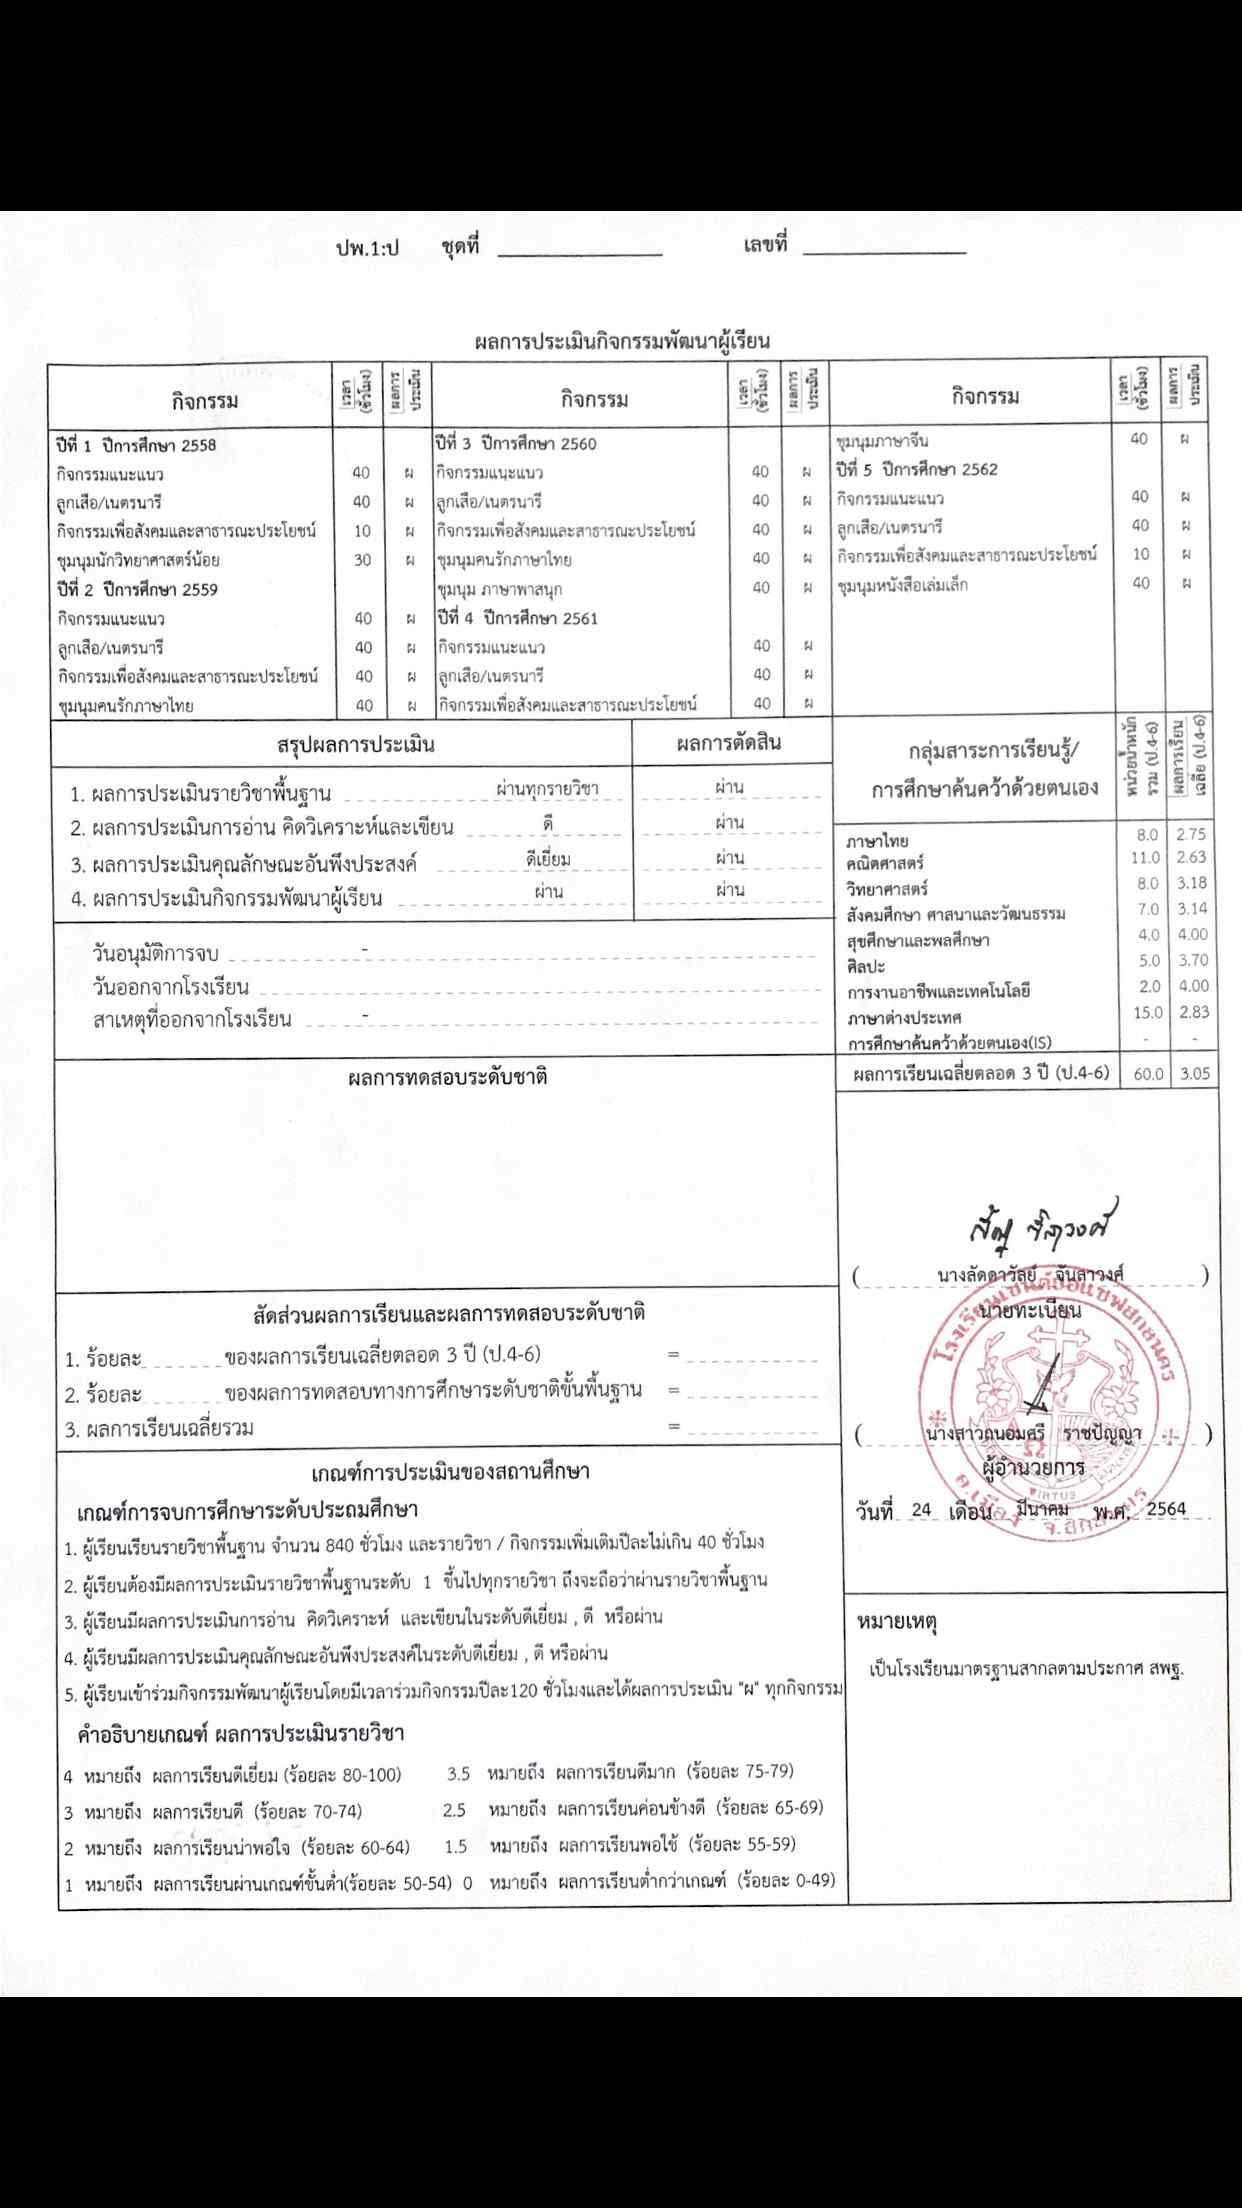 ปพ.1:ป ชุดที่ เลขที่
ผลการประเมินกิจกรรมพัฒนาผู้เรียน
กิจกรรม เวลา (ชั่วโมง) ผลการประเมิน กิจกรรม เวลา (ชั่วโมง) ผลการประเมิน กิจกรรม เวลา (ชั่วโมง) ผลการประเมิน
ปีที่ 1 ปีการศึกษา 2558
กิจกรรมแนะแนว 40 ผ
ลูกเสือ/เนตรนารี 40 ผ
กิจกรรมเพื่อสังคมและสาธารณะประโยชน์ 10 ผ
ชุมนุมนักวิทยาศาสตร์น้อย 30 ผ
ปีที่ 2 ปีการศึกษา 2559
กิจกรรมแนะแนว 40 ผ
ลูกเสือ/เนตรนารี 40 ผ
กิจกรรมเพื่อสังคมและสาธารณะประโยชน์ 40 ผ
ชุมนุมคนรักภาษาไทย 40 ผ
ปีที่ 3 ปีการศึกษา 2560
กิจกรรมแนะแนว 40 ผ
ลูกเสือ/เนตรนารี 40 ผ
กิจกรรมเพื่อสังคมและสาธารณะประโยชน์ 40 ผ
ชุมนุมคนรักภาษาไทย 40 ผ
ชุมนุม ภาษาพาสนุก 40 ผ
ปีที่ 4 ปีการศึกษา 2561
กิจกรรมแนะแนว 40 ผ
ลูกเสือ/เนตรนารี 40 ผ
กิจกรรมเพื่อสังคมและสาธารณะประโยชน์ 40 ผ
ชุมนุมภาษาจีน 40 ผ
ปีที่ 5 ปีการศึกษา 2562
กิจกรรมแนะแนว 40 ผ
ลูกเสือ/เนตรนารี 40 ผ
กิจกรรมเพื่อสังคมและสาธารณะประโยชน์ 10 ผ
ชุมนุมหนังสือเล่มเล็ก 40 ผ
สรุปผลการประเมิน ผลการตัดสิน
1. ผลการประเมินรายวิชาพื้นฐาน ผ่านทุกรายวิชา ผ่าน
2. ผลการประเมินการอ่าน คิดวิเคราะห์และเขียน ดี ผ่าน
3. ผลการประเมินคุณลักษณะอันพึงประสงค์ ดีเยี่ยม ผ่าน
4. ผลการประเมินกิจกรรมพัฒนาผู้เรียน ผ่าน ผ่าน
วันอนุมัติการจบ -
วันออกจากโรงเรียน
สาเหตุที่ออกจากโรงเรียน -
กลุ่มสาระการเรียนรู้/
การศึกษาค้นคว้าด้วยตนเอง
หน่วยน้ำหนักรวม (ป.4-6) ผลการเรียนเฉลี่ย (ป.4-6)
ภาษาไทย 8.0 2.75
คณิตศาสตร์ 11.0 2.63
วิทยาศาสตร์ 8.0 3.18
สังคมศึกษา ศาสนาและวัฒนธรรม 7.0 3.14
สุขศึกษาและพลศึกษา 4.0 4.00
ศิลปะ 5.0 3.70
การงานอาชีพและเทคโนโลยี 2.0 4.00
ภาษาต่างประเทศ 15.0 2.83
การศึกษาค้นคว้าด้วยตนเอง(IS) - -
ผลการเรียนเฉลี่ยตลอด 3 ปี (ป.4-6) 60.0 3.05
ผลการทดสอบระดับชาติ
สัดส่วนผลการเรียนและผลการทดสอบระดับชาติ
1. ร้อยละ ของผลการเรียนเฉลี่ยตลอด 3 ปี (ป.4-6) =
2. ร้อยละ ของผลการทดสอบทางการศึกษาระดับชาติขั้นพื้นฐาน =
3. ผลการเรียนเฉลี่ยรวม =
( นางลัดดาวัลย์ จันสาวงศ์ )
นายทะเบียน
โรงเรียนเซนต์ยอแซฟสกลนคร
VIRTUS
อ.เมือง จ.สกลนคร
( นางสาวถนอมศรี ราชปัญญา )
ผู้อำนวยการ
วันที่ 24 เดือน มีนาคม พ.ศ. 2564
เกณฑ์การประเมินของสถานศึกษา
เกณฑ์การจบการศึกษาระดับประถมศึกษา
1. ผู้เรียนเรียนรายวิชาพื้นฐาน จำนวน 840 ชั่วโมง และรายวิชา / กิจกรรมเพิ่มเติมปีละไม่เกิน 40 ชั่วโมง
2. ผู้เรียนต้องมีผลการประเมินรายวิชาพื้นฐานระดับ 1 ขึ้นไปทุกรายวิชา ถึงจะถือว่าผ่านรายวิชาพื้นฐาน
3. ผู้เรียนมีผลการประเมินการอ่าน คิดวิเคราะห์ และเขียนในระดับดีเยี่ยม , ดี หรือผ่าน
4. ผู้เรียนมีผลการประเมินคุณลักษณะอันพึงประสงค์ในระดับดีเยี่ยม , ดี หรือผ่าน
5. ผู้เรียนเข้าร่วมกิจกรรมพัฒนาผู้เรียนโดยมีเวลาร่วมกิจกรรมปีละ120 ชั่วโมงและได้ผลการประเมิน "ผ" ทุกกิจกรรม
คำอธิบายเกณฑ์ ผลการประเมินรายวิชา
4 หมายถึง ผลการเรียนดีเยี่ยม (ร้อยละ 80-100) 3.5 หมายถึง ผลการเรียนดีมาก (ร้อยละ 75-79)
3 หมายถึง ผลการเรียนดี (ร้อยละ 70-74) 2.5 หมายถึง ผลการเรียนค่อนข้างดี (ร้อยละ 65-69)
2 หมายถึง ผลการเรียนน่าพอใจ (ร้อยละ 60-64) 1.5 หมายถึง ผลการเรียนพอใช้ (ร้อยละ 55-59)
1 หมายถึง ผลการเรียนผ่านเกณฑ์ขั้นต่ำ(ร้อยละ 50-54) 0 หมายถึง ผลการเรียนต่ำกว่าเกณฑ์ (ร้อยละ 0-49)
หมายเหตุ
เป็นโรงเรียนมาตรฐานสากลตามประกาศ สพฐ.